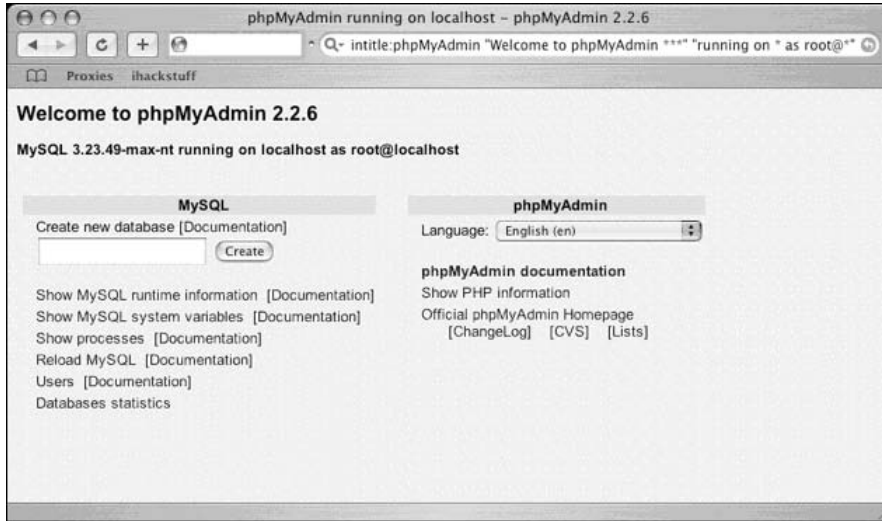 phpMyAdmin running on localhost – phpMyAdmin 2.2.6
intitle:phpMyAdmin "Welcome to phpMyAdmin ***" "running on * as root@*"
Proxies ihackstuff
Welcome to phpMyAdmin 2.2.6
MySQL 3.23.49-max-nt running on localhost as root@localhost
MySQL
Create new database [Documentation]
Create
Show MySQL runtime information [Documentation]
Show MySQL system variables [Documentation]
Show processes [Documentation]
Reload MySQL [Documentation]
Users [Documentation]
Databases statistics
phpMyAdmin
Language: English (en)
phpMyAdmin documentation
Show PHP information
Official phpMyAdmin Homepage
[ChangeLog] [CVS] [Lists]